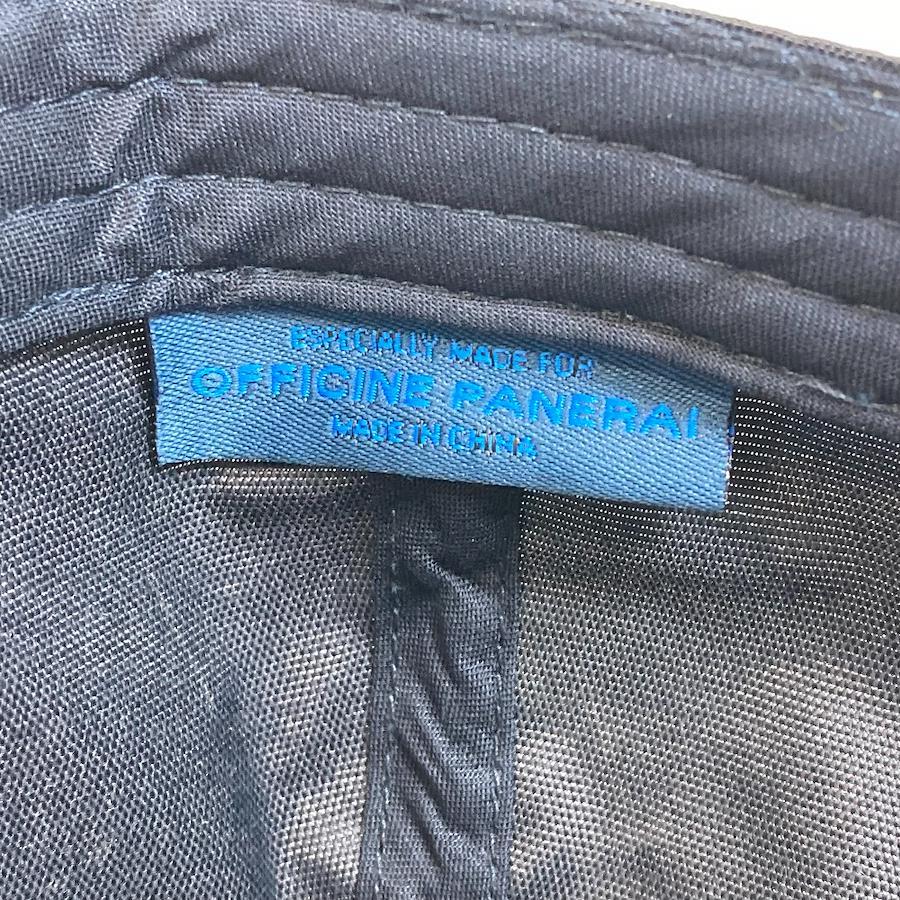 ESPECIALLY MADE FOR
OFFICINE PANERAI
MADE IN CHINA